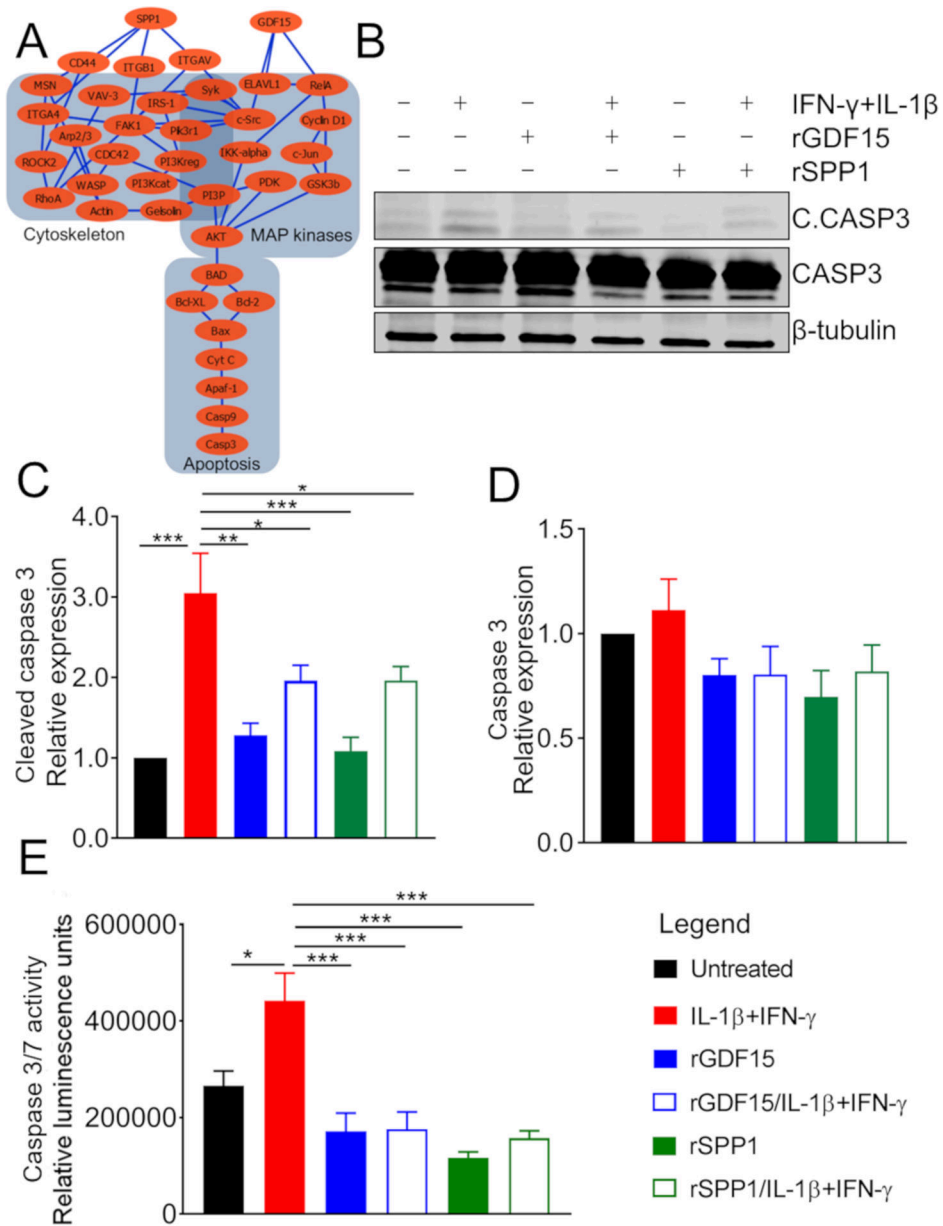 A
SPP1
GDF15
CD44
ITGB1
ITGAV
MSN
VAV-3
Syk
ELAVL1
RelA
ITGA4
IRS-1
FAK1
c-Src
Cyclin D1
Arp2/3
Pik3r1
ROCK2
CDC42
PI3Kreg
IKK-alpha
c-Jun
RhoA
WASP
PI3Kcat
PI3P
PDK
GSK3b
Actin
Gelsolin
Cytoskeleton
AKT
MAP kinases
BAD
Bcl-XL
Bcl-2
Bax
Cyt C
Apaf-1
Casp9
Casp3
Apoptosis
B
– + – + – + IFN-γ+IL-1β
– – + + – – rGDF15
– – – – + + rSPP1
C.CASP3
CASP3
β-tubulin
C
Cleaved caspase 3
Relative expression
4.0
3.0
2.0
1.0
0.0
*
***
*
***
**
D
Caspase 3
Relative expression
1.5
1.0
0.5
0.0
E
Caspase 3/7 activity
Relative luminescence units
600000
400000
200000
0
***
***
***
*
***
Legend
Untreated
IL-1β+IFN-γ
rGDF15
rGDF15/IL-1β+IFN-γ
rSPP1
rSPP1/IL-1β+IFN-γ